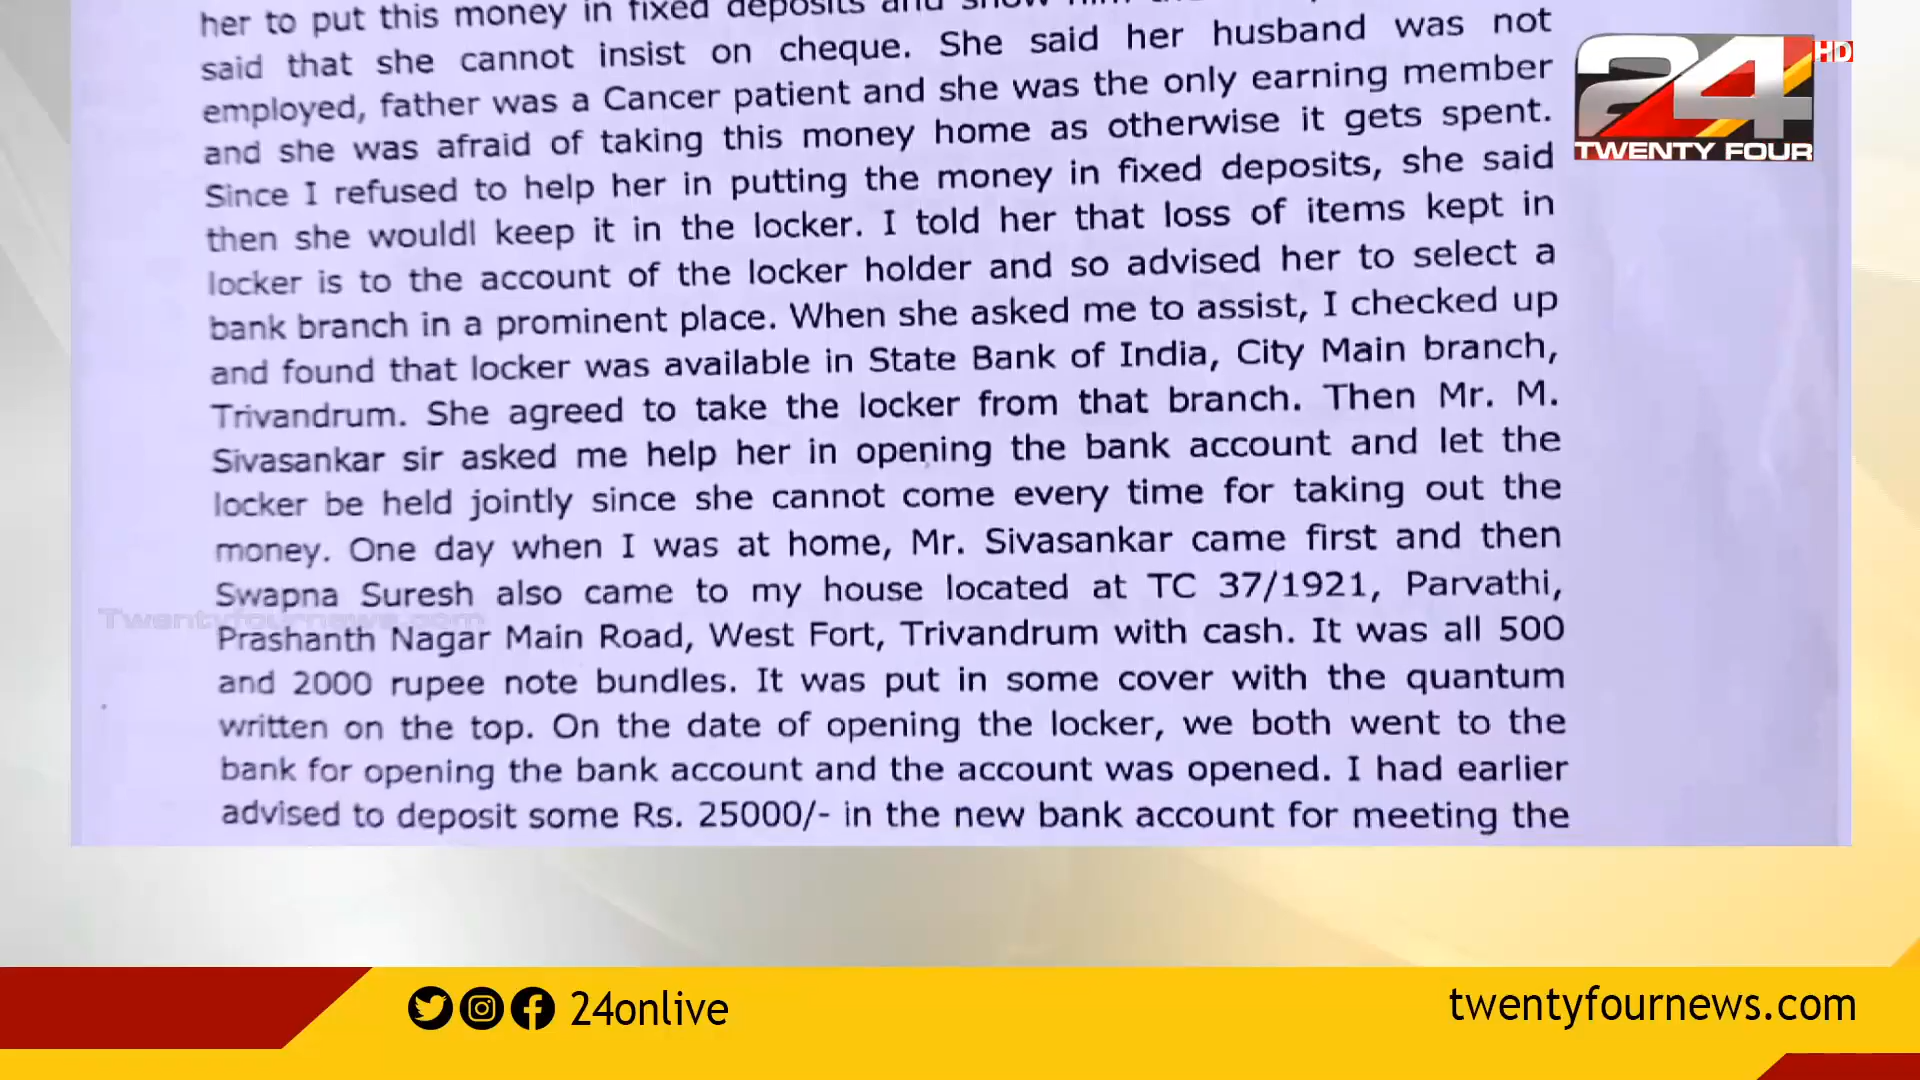 her to put this money in fixed deposits and show him
said that she cannot insist on cheque. She said her husband was not
employed, father was a Cancer patient and she was the only earning member
and she was afraid of taking this money home as otherwise it gets spent.
Since I refused to help her in putting the money in fixed deposits, she said
then she wouldl keep it in the locker. I told her that loss of items kept in
locker is to the account of the locker holder and so advised her to select a
bank branch in a prominent place. When she asked me to assist, I checked up
and found that locker was available in State Bank of India, City Main branch,
Trivandrum. She agreed to take the locker from that branch. Then Mr. M.
Sivasankar sir asked me help her in opening the bank account and let the
locker be held jointly since she cannot come every time for taking out the
money. One day when I was at home, Mr. Sivasankar came first and then
Swapna Suresh also came to my house located at TC 37/1921, Parvathi,
Prashanth Nagar Main Road, West Fort, Trivandrum with cash. It was all 500
and 2000 rupee note bundles. It was put in some cover with the quantum
written on the top. On the date of opening the locker, we both went to the
bank for opening the bank account and the account was opened. I had earlier
advised to deposit some Rs. 25000/- in the new bank account for meeting the
24 HD
TWENTY FOUR
Twentyfournews.com
24onlive
twentyfournews.com